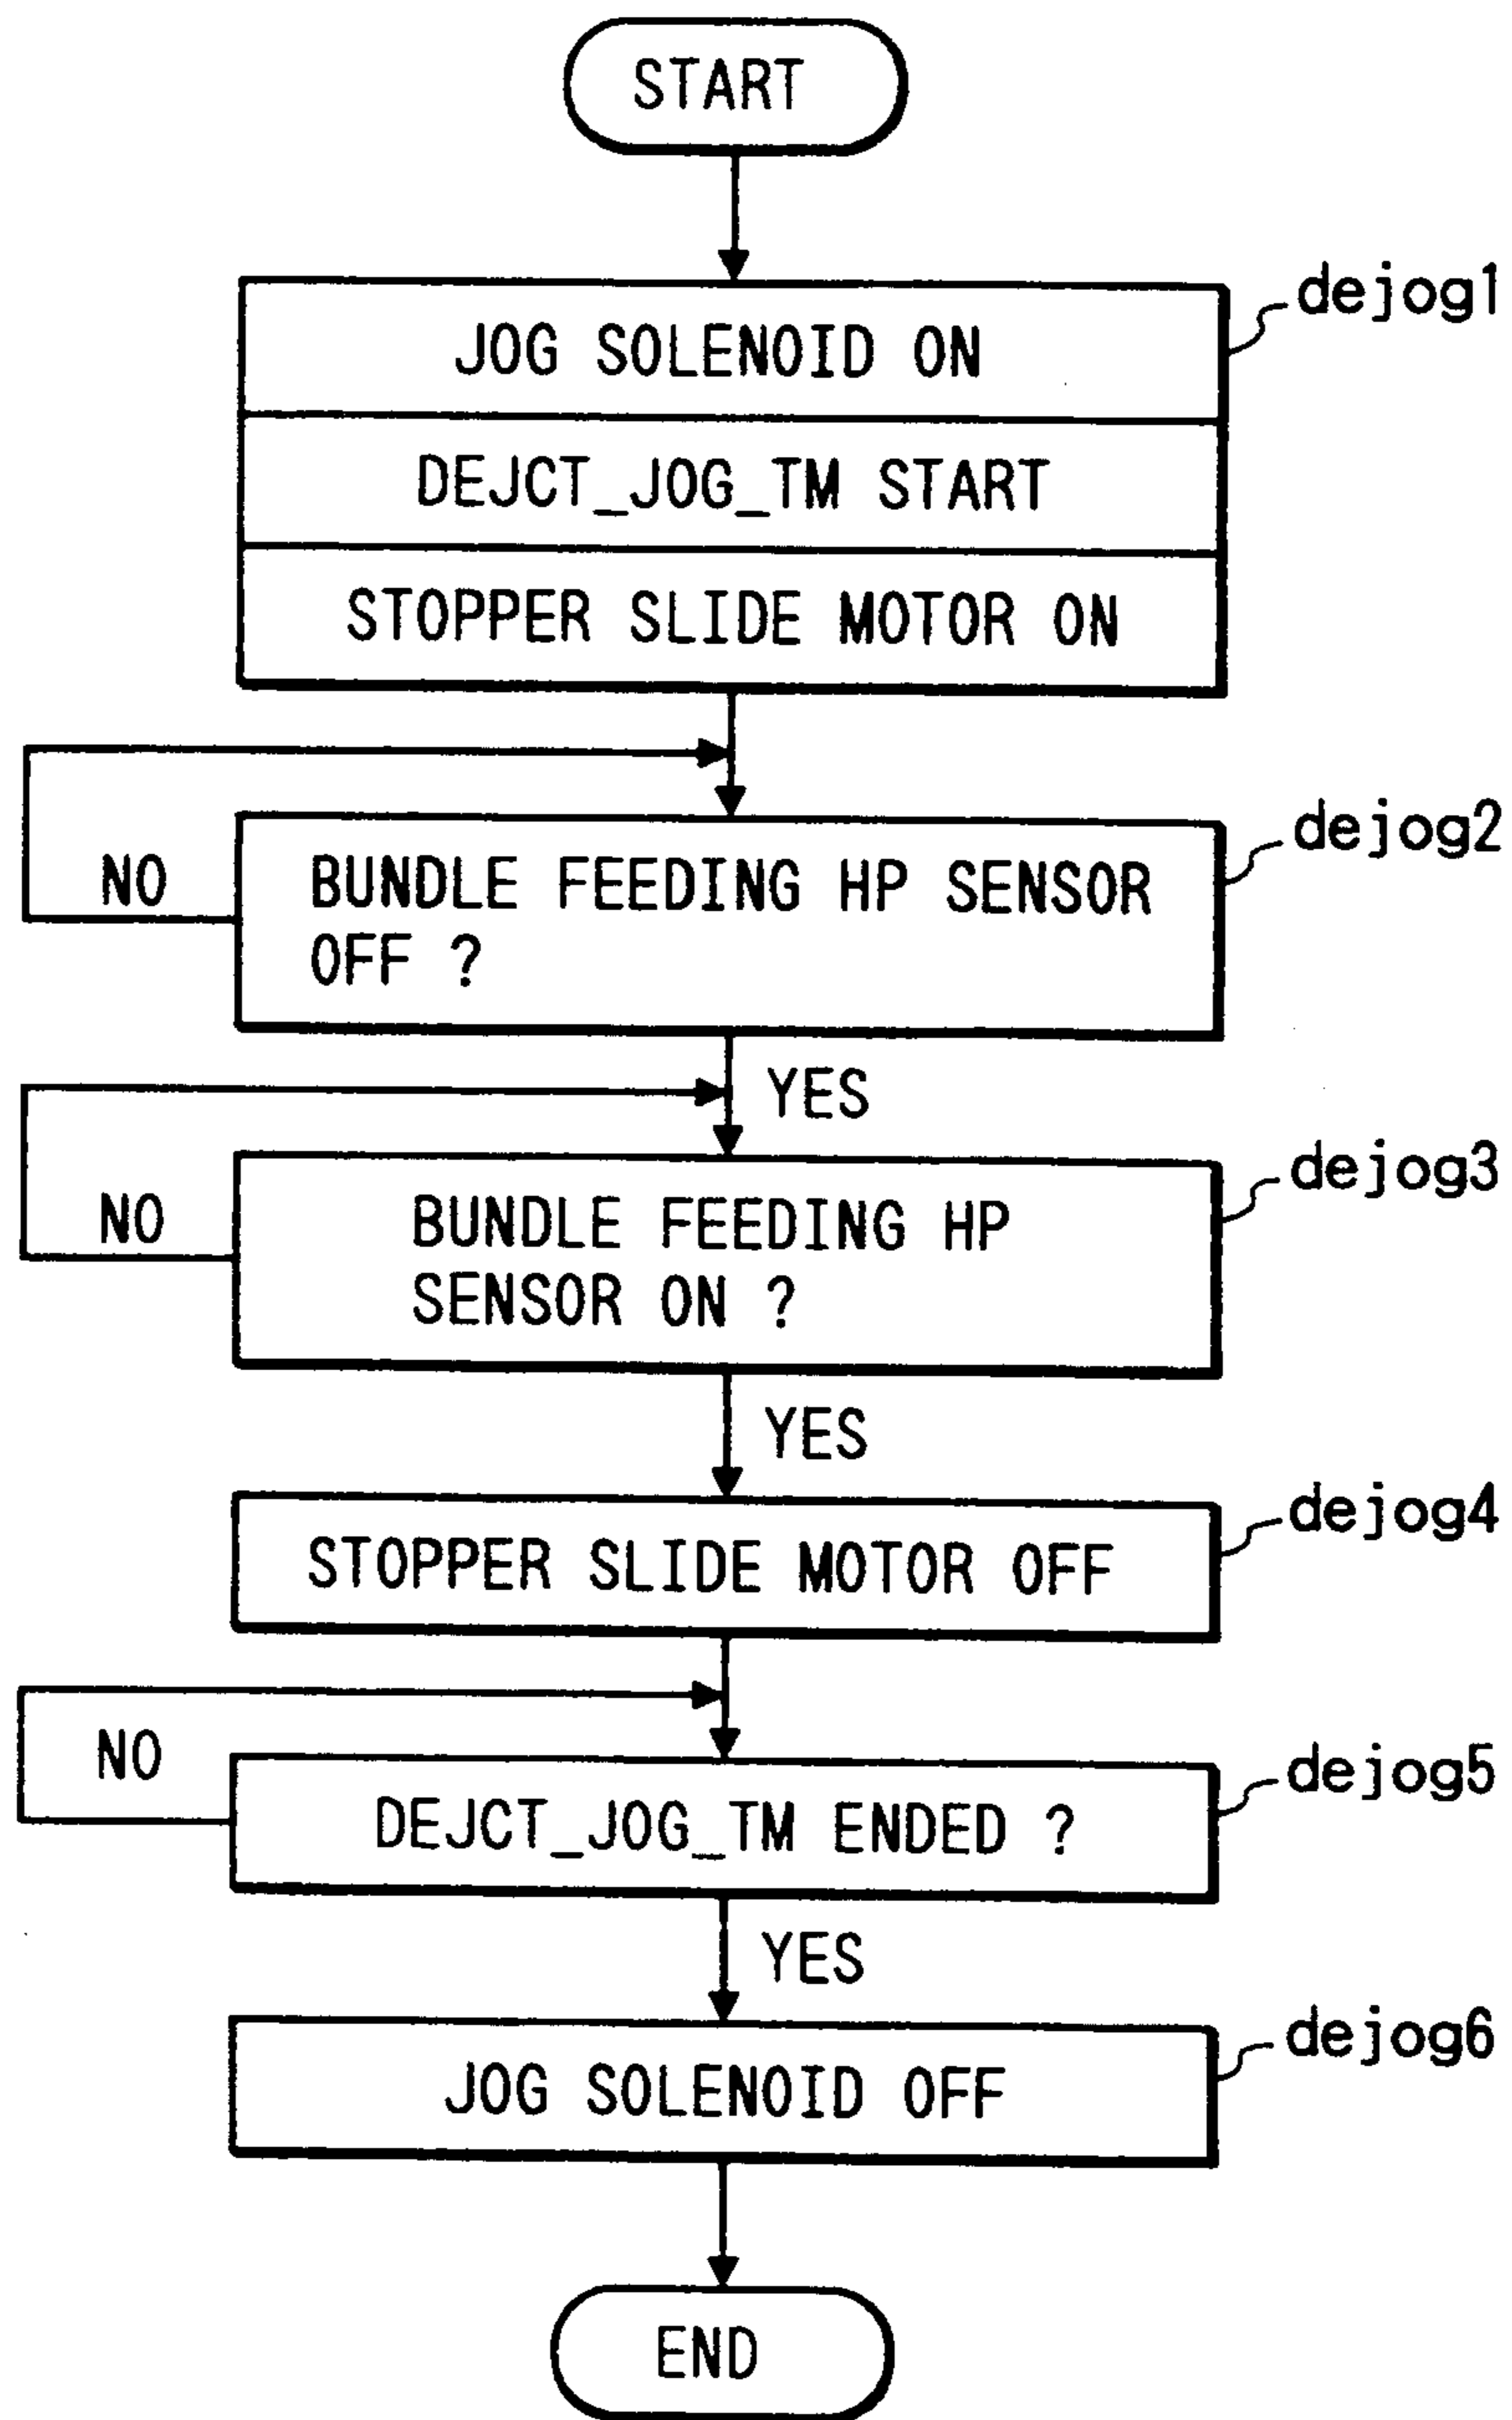 START
dejog1
JOG SOLENOID ON
DEJCT_JOG_TM START
STOPPER SLIDE MOTOR ON
dejog2
NO
BUNDLE FEEDING HP SENSOR
OFF ?
YES
dejog3
NO
BUNDLE FEEDING HP
SENSOR ON ?
YES
dejog4
STOPPER SLIDE MOTOR OFF
NO
dejog5
DEJCT_JOG_TM ENDED ?
YES
dejog6
JOG SOLENOID OFF
END